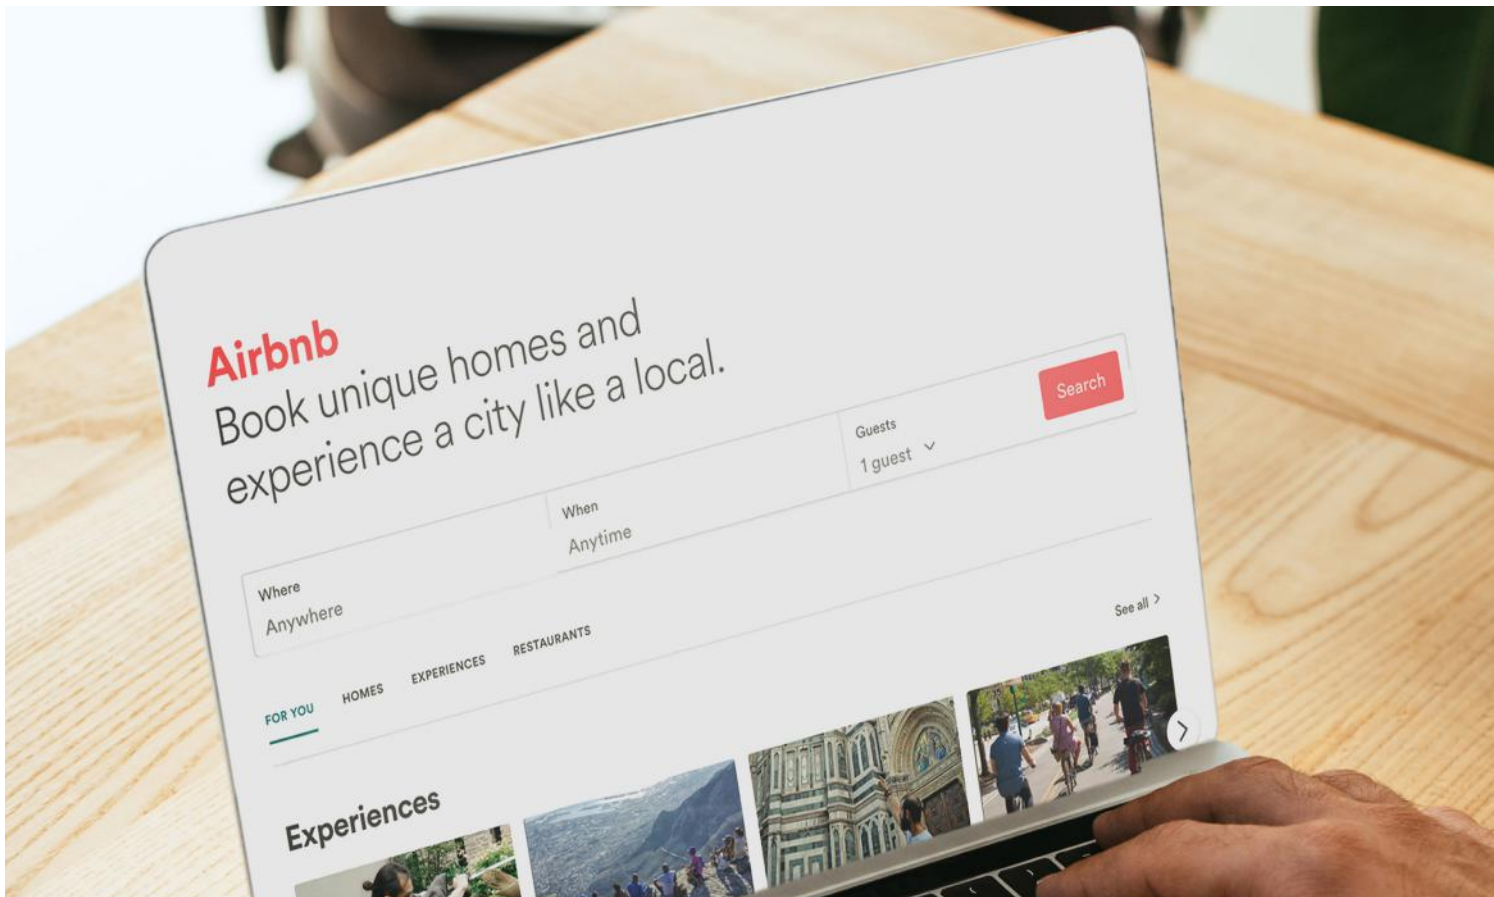 Airbnb
Book unique homes and
experience a city like a local.
Where
Anywhere
When
Anytime
Guests
1 guest
Search
FOR YOU
HOMES
EXPERIENCES
RESTAURANTS
See all
Experiences